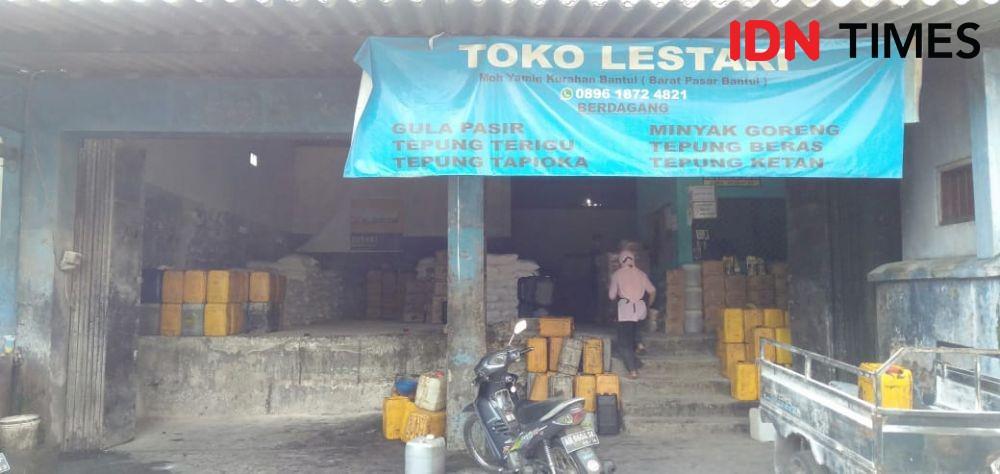 IDN TIMES
TOKO LESTARI
Moh Yamin Kurahan Bantul ( Barat Pasar Bantul )
0896 1872 4821
BERDAGANG
GULA PASIR MINYAK GORENG
TEPUNG TERIGU TEPUNG BERAS
TEPUNG TAPIOKA TEPUNG KETAN